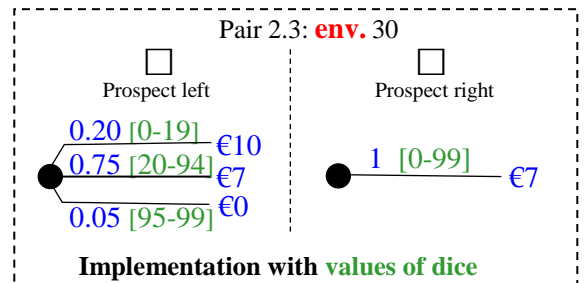 Pair 2.3: env. 30
☐ ☐
Prospect left Prospect right
0.20 [0-19] €10
0.75 [20-94] €7
0.05 [95-99] €0
1 [0-99] €7
Implementation with values of dice